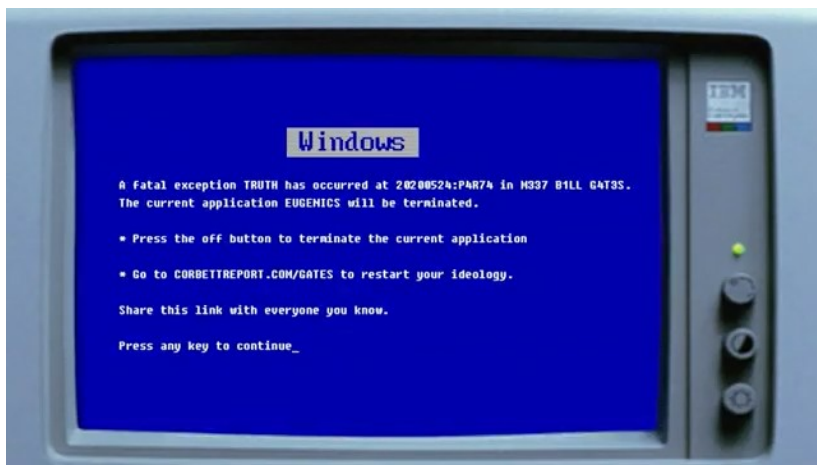 Windows
A fatal exception TRUTH has occurred at 20200524:P4R74 in M337 B1LL G4T3S.
The current application EUGENICS will be terminated.
* Press the off button to terminate the current application
* Go to CORBETTREPORT.COM/GATES to restart your ideology.
Share this link with everyone you know.
Press any key to continue_
IBM